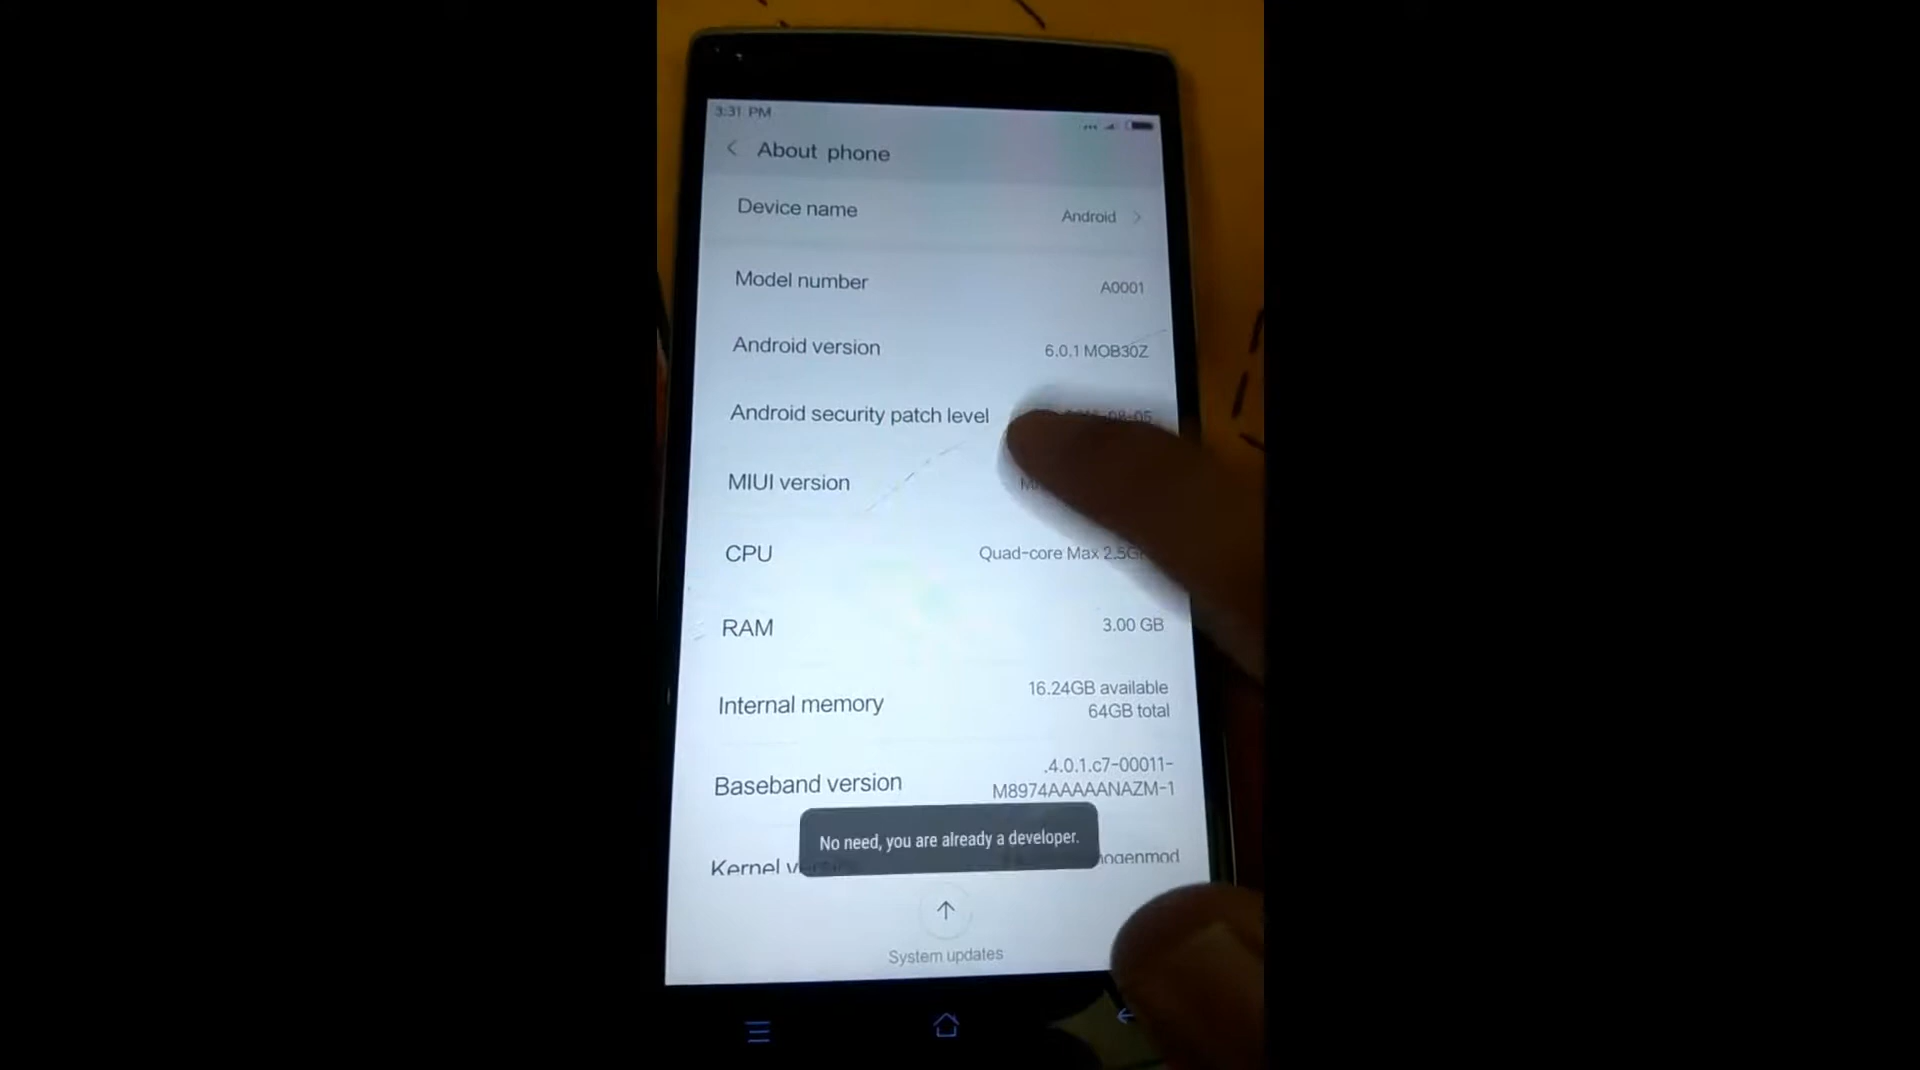 3:31 PM
About phone
Device name
Android
Model number
A0001
Android version
6.0.1 MOB30Z
Android security patch level
-08-05
MIUI version
CPU
Quad-core Max 2.5G
RAM
3.00 GB
Internal memory
16.24GB available
64GB total
Baseband version
.4.0.1.c7-00011-
M8974AAAAANAZM-1
No need, you are already a developer.
Kernel
nogenmod
System updates